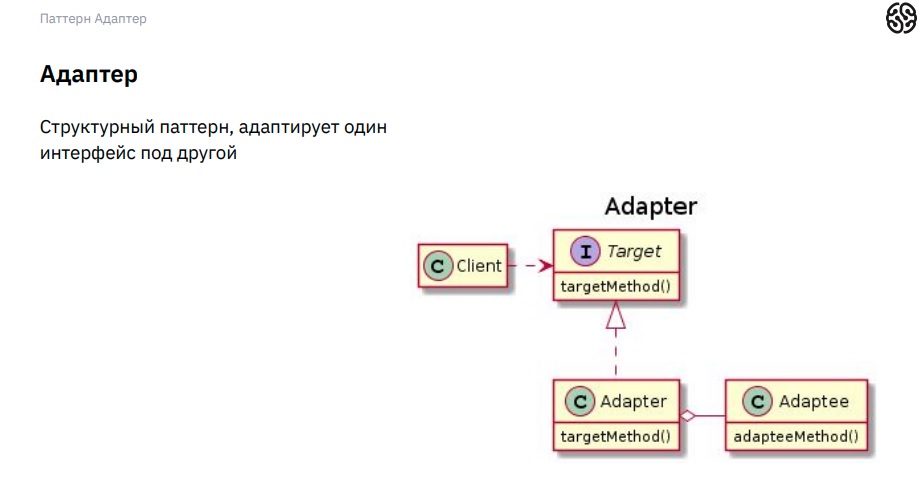 Паттерн Адаптер
Адаптер
Структурный паттерн, адаптирует один
интерфейс под другой
Adapter
C Client
I Target
targetMethod()
C Adapter
targetMethod()
C Adaptee
adapteeMethod()